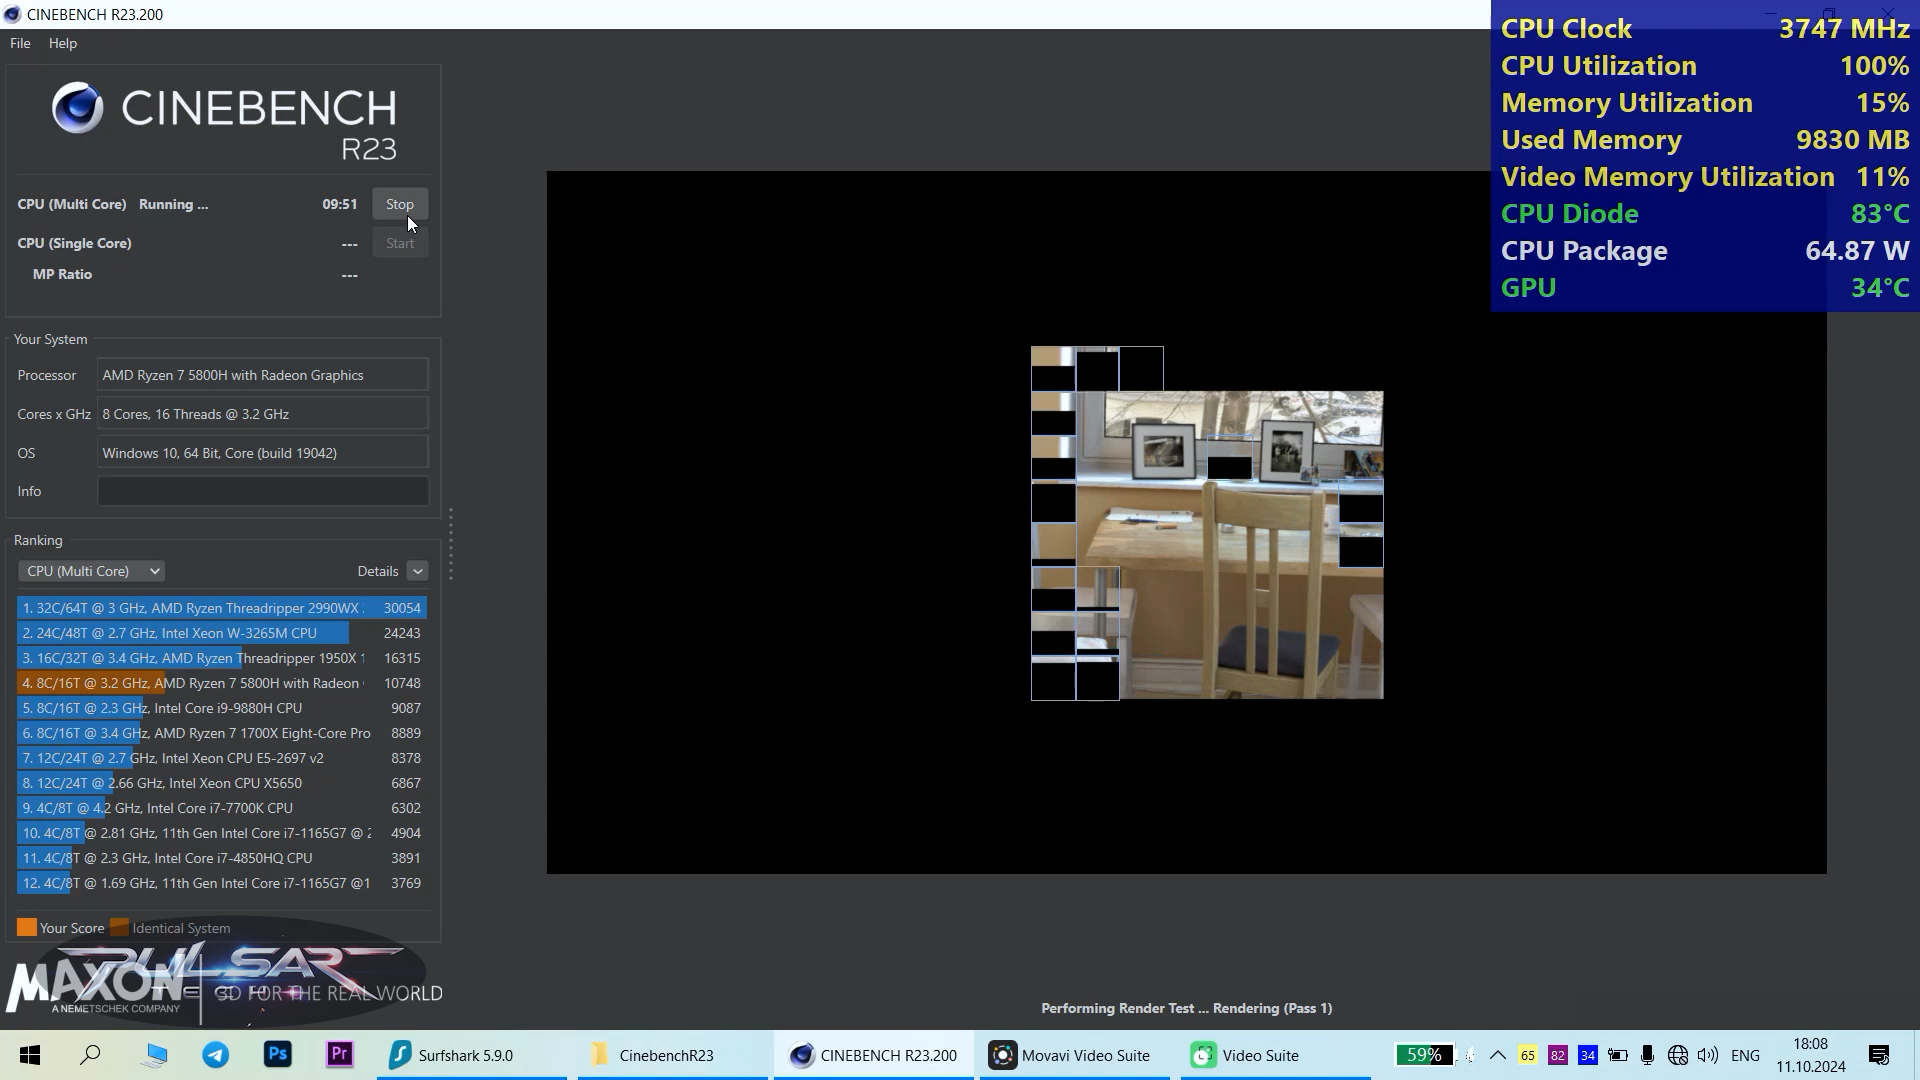 CINEBENCH R23.200
File Help
CINEBENCH
R23
CPU (Multi Core) Running ... 09:51 Stop
CPU (Single Core) --- Start
MP Ratio ---
Your System
Processor AMD Ryzen 7 5800H with Radeon Graphics
Cores x GHz 8 Cores, 16 Threads @ 3.2 GHz
OS Windows 10, 64 Bit, Core (build 19042)
Info
Ranking
CPU (Multi Core) Details
1. 32C/64T @ 3 GHz, AMD Ryzen Threadripper 2990WX 30054
2. 24C/48T @ 2.7 GHz, Intel Xeon W-3265M CPU 24243
3. 16C/32T @ 3.4 GHz, AMD Ryzen Threadripper 1950X 1 16315
4. 8C/16T @ 3.2 GHz, AMD Ryzen 7 5800H with Radeon 10748
5. 8C/16T @ 2.3 GHz, Intel Core i9-9880H CPU 9087
6. 8C/16T @ 3.4 GHz, AMD Ryzen 7 1700X Eight-Core Pro 8889
7. 12C/24T @ 2.7 GHz, Intel Xeon CPU E5-2697 v2 8378
8. 12C/24T @ 2.66 GHz, Intel Xeon CPU X5650 6867
9. 4C/8T @ 4.2 GHz, Intel Core i7-7700K CPU 6302
10. 4C/8T @ 2.81 GHz, 11th Gen Intel Core i7-1165G7 @ 2 4904
11. 4C/8T @ 2.3 GHz, Intel Core i7-4850HQ CPU 3891
12. 4C/8T @ 1.69 GHz, 11th Gen Intel Core i7-1165G7 @1 3769
Your Score Identical System
PULSAR
TECH
MAXON 3D FOR THE REAL WORLD
A NEMETSCHEK COMPANY
CPU Clock 3747 MHz
CPU Utilization 100%
Memory Utilization 15%
Used Memory 9830 MB
Video Memory Utilization 11%
CPU Diode 83°C
CPU Package 64.87 W
GPU 34°C
Performing Render Test ... Rendering (Pass 1)
Ps Pr Surfshark 5.9.0 CinebenchR23 CINEBENCH R23.200 Movavi Video Suite Video Suite 59% 65 82 34 ENG 18:08
11.10.2024